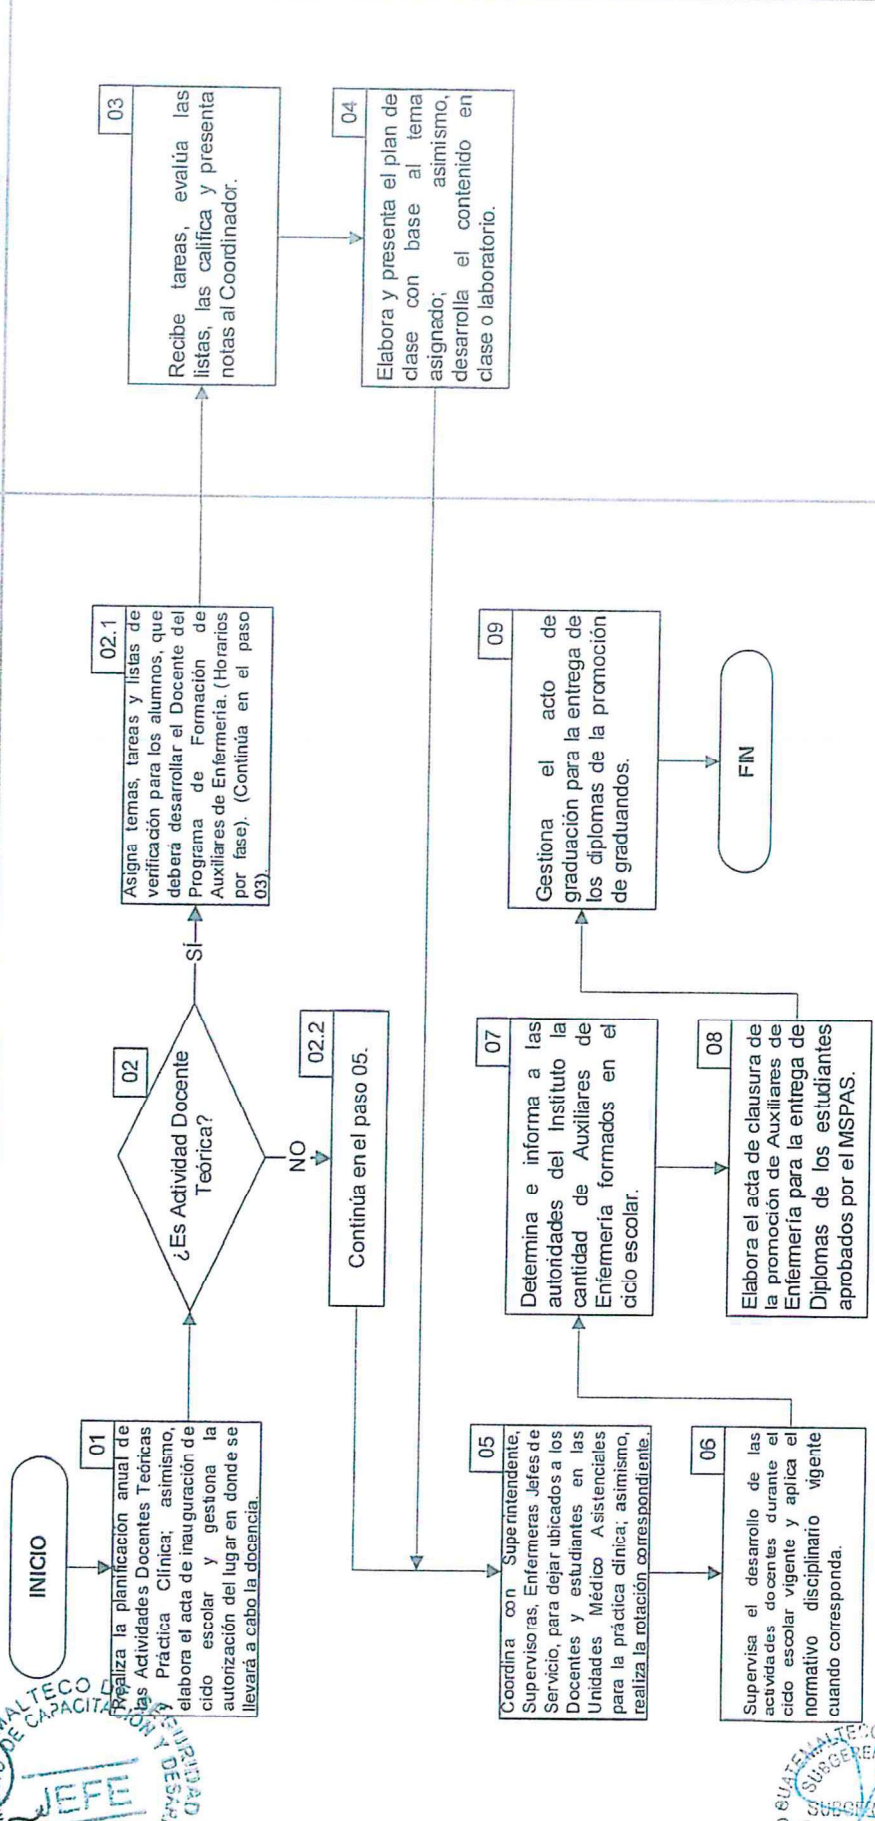 INICIO
01
Realiza la planificación anual de
las Actividades Docentes Teóricas
y Práctica Clínica; asimismo,
elabora el acta de inauguración de
ciclo escolar y gestiona la
autorización del lugar en donde se
llevará a cabo la docencia.
02
¿Es Actividad Docente
Teórica?
SÍ
NO
02.1
Asigna temas, tareas y listas de
verificación para los alumnos, que
deberá desarrollar el Docente del
Programa de Formación de
Auxiliares de Enfermería. (Horarios
por fase). (Continúa en el paso
03).
02.2
Continúa en el paso 05.
03
Recibe tareas, evalúa las
listas, las califica y presenta
notas al Coordinador.
04
Elabora y presenta el plan de
clase con base al tema
asignado; asimismo,
desarrolla el contenido en
clase o laboratorio.
05
Coordina con Superintendente,
Supervisoras, Enfermeras Jefes de
Servicio, para dejar ubicados a los
Docentes y estudiantes en las
Unidades Médico Asistenciales
para la práctica clínica; asimismo,
realiza la rotación correspondiente.
06
Supervisa el desarrollo de las
actividades docentes durante el
ciclo escolar vigente y aplica el
normativo disciplinario vigente
cuando corresponda.
07
Determina e informa a las
autoridades del Instituto la
cantidad de Auxiliares de
Enfermería formados en el
ciclo escolar.
08
Elabora el acta de clausura de
la promoción de Auxiliares de
Enfermería para la entrega de
Diplomas de los estudiantes
aprobados por el MSPAS.
09
Gestiona el acto de
graduación para la entrega de
los diplomas de la promoción
de graduandos.
FIN
JEFE